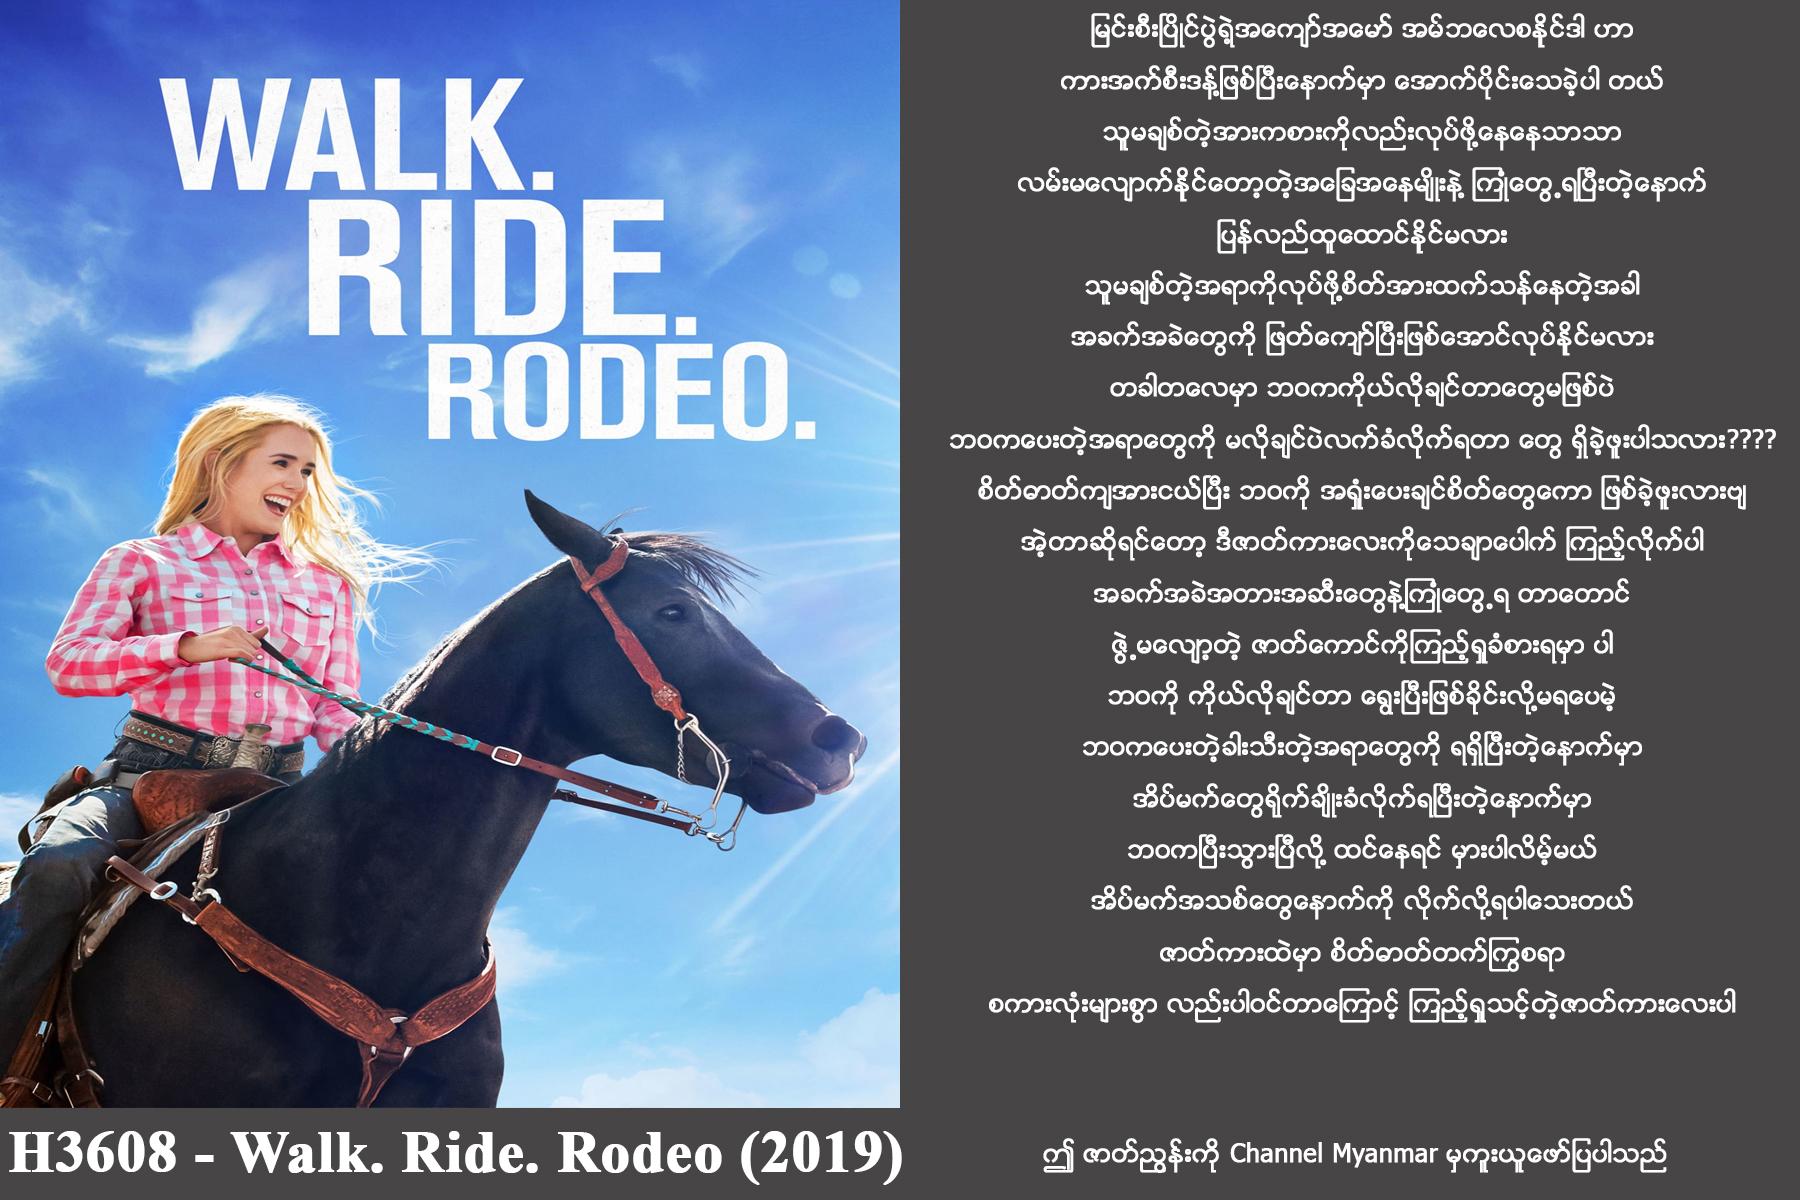 WALK.
RIDE.
RODEO.
H3608 - Walk. Ride. Rodeo (2019)
မြင်းစီးပြိုင်ပွဲရဲ့အကျော်အမော် အမ်ဘလေစနိုင်ဒါ ဟာ
ကားအက်စီးဒန့်ဖြစ်ပြီးနောက်မှာ အောက်ပိုင်းသေခဲ့ပါ တယ်
သူမချစ်တဲ့အားကစားကိုလည်းလုပ်ဖို့နေနေသာသာ
လမ်းမလျောက်နိုင်တော့တဲ့အခြေအနေမျိုးနဲ့ ကြုံတွေ့ရပြီးတဲ့နောက်
ပြန်လည်ထူထောင်နိုင်မလား
သူမချစ်တဲ့အရာကိုလုပ်ဖို့စိတ်အားထက်သန်နေတဲ့အခါ
အခက်အခဲတွေကို ဖြတ်ကျော်ပြီးဖြစ်အောင်လုပ်နိုင်မလား
တခါတလေမှာ ဘဝကကိုယ်လိုချင်တာတွေမဖြစ်ပဲ
ဘဝကပေးတဲ့အရာတွေကို မလိုချင်ပဲလက်ခံလိုက်ရတာ တွေ ရှိခဲ့ဖူးပါသလား????
စိတ်ဓာတ်ကျအားငယ်ပြီး ဘဝကို အရှုံးပေးချင်စိတ်တွေကော ဖြစ်ခဲ့ဖူးလားဗျ
အဲ့တာဆိုရင်တော့ ဒီဇာတ်ကားလေးကိုသေချာပေါက် ကြည့်လိုက်ပါ
အခက်အခဲအတားအဆီးတွေနဲ့ကြုံတွေ့ရ တာတောင်
ဇွဲ့မလျော့တဲ့ ဇာတ်ကောင်ကိုကြည့်ရှုခံစားရမှာ ပါ
ဘဝကို ကိုယ်လိုချင်တာ ရွေးပြီးဖြစ်ခိုင်းလို့မရပေမဲ့
ဘဝကပေးတဲ့ခါးသီးတဲ့အရာတွေကို ရရှိပြီးတဲ့နောက်မှာ
အိပ်မက်တွေရိုက်ချိုးခံလိုက်ရပြီးတဲ့နောက်မှာ
ဘဝကပြီးသွားပြီလို့ ထင်နေရင် မှားပါလိမ့်မယ်
အိပ်မက်အသစ်တွေနောက်ကို လိုက်လို့ရပါသေးတယ်
ဇာတ်ကားထဲမှာ စိတ်ဓာတ်တက်ကြွစရာ
စကားလုံးများစွာ လည်းပါဝင်တာကြောင့် ကြည့်ရှုသင့်တဲ့ဇာတ်ကားလေးပါ
ဤ ဇာတ်ညွှန်းကို Channel Myanmar မှကူးယူဖော်ပြပါသည်